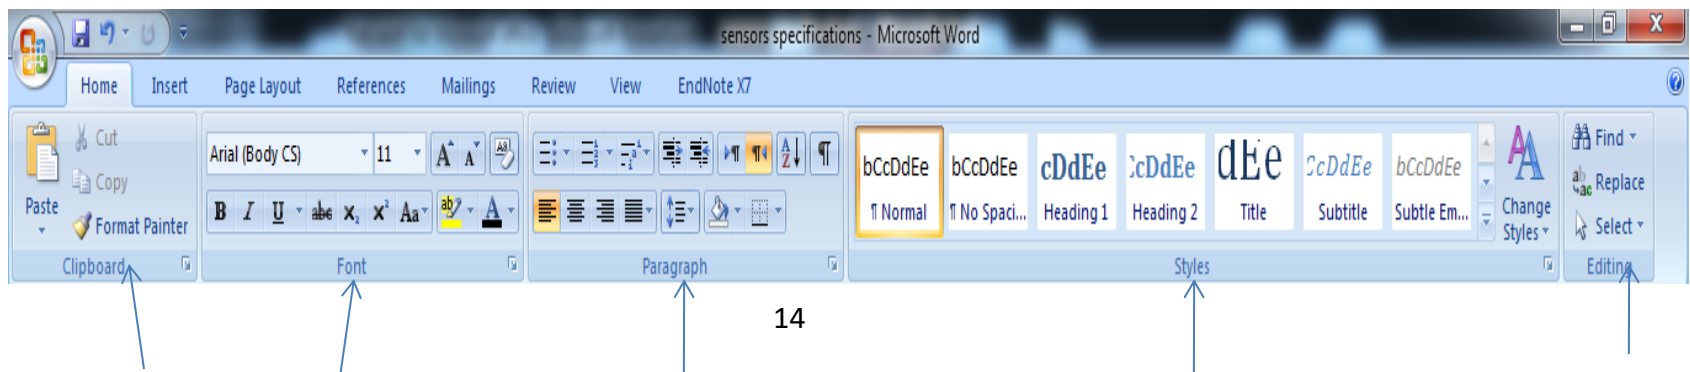 sensors specifications - Microsoft Word
Home Insert Page Layout References Mailings Review View EndNote X7
Paste
Cut
Copy
Format Painter
Clipboard
Arial (Body CS) 11
B I U abe x₂ x² Aa ab A
Font
Paragraph
bCcDdEe bCcDdEe cDdEe CcDdEe dEe CcDdEe bCcDdEe
¶ Normal ¶ No Spaci... Heading 1 Heading 2 Title Subtitle Subtle Em...
Change
Styles
Styles
Find
Replace
Select
Editing
14